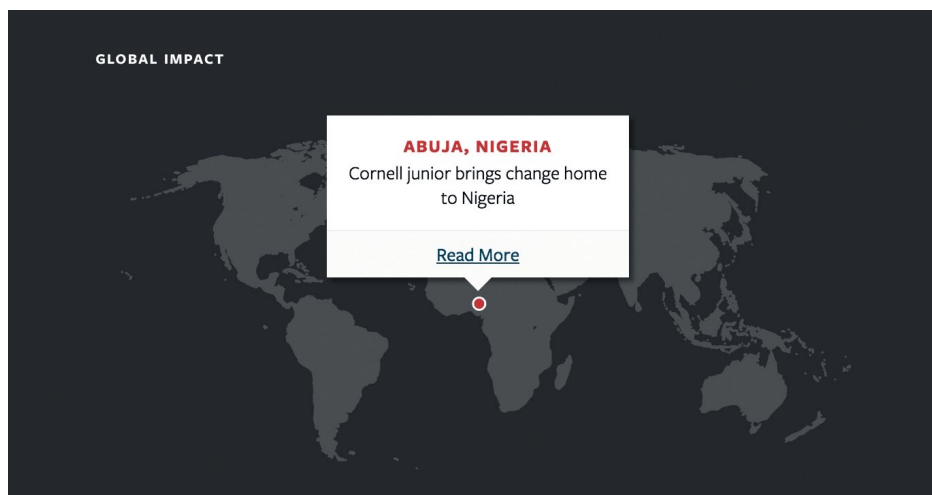 GLOBAL IMPACT
ABUJA, NIGERIA
Cornell junior brings change home
to Nigeria
Read More